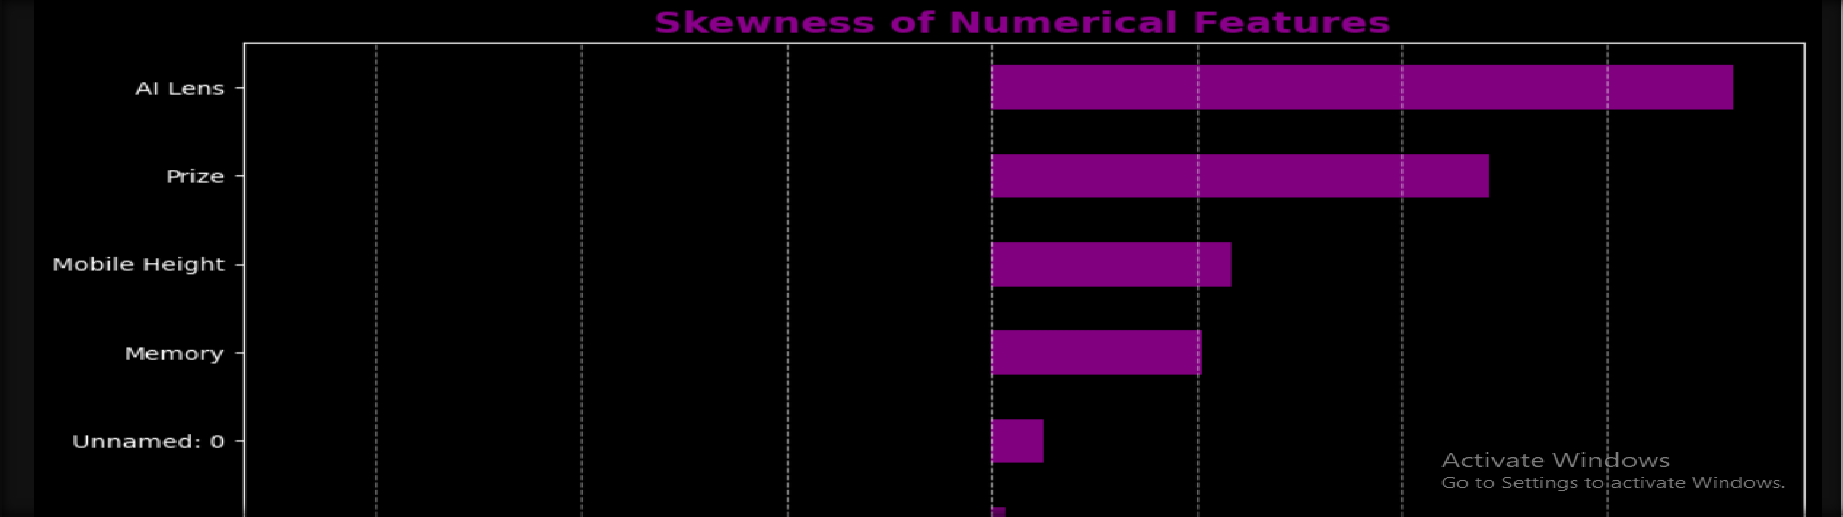 Skewness of Numerical Features
AI Lens
Prize
Mobile Height
Memory
Unnamed: 0
Activate Windows
Go to Settings to activate Windows.